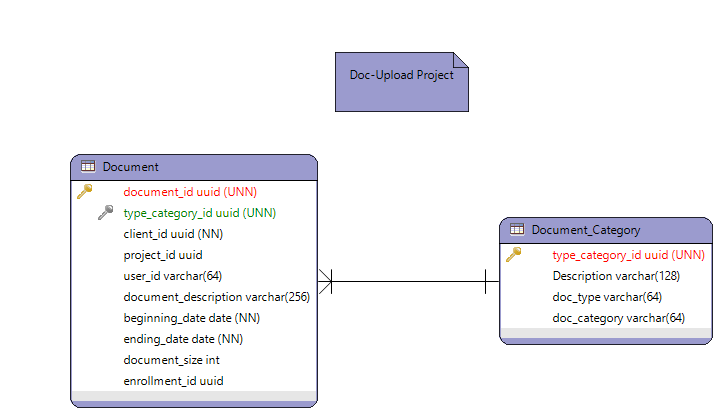 Doc-Upload Project
Document
document_id uuid (UNN)
type_category_id uuid (UNN)
client_id uuid (NN)
project_id uuid
user_id varchar(64)
document_description varchar(256)
beginning_date date (NN)
ending_date date (NN)
document_size int
enrollment_id uuid
Document_Category
type_category_id uuid (UNN)
Description varchar(128)
doc_type varchar(64)
doc_category varchar(64)